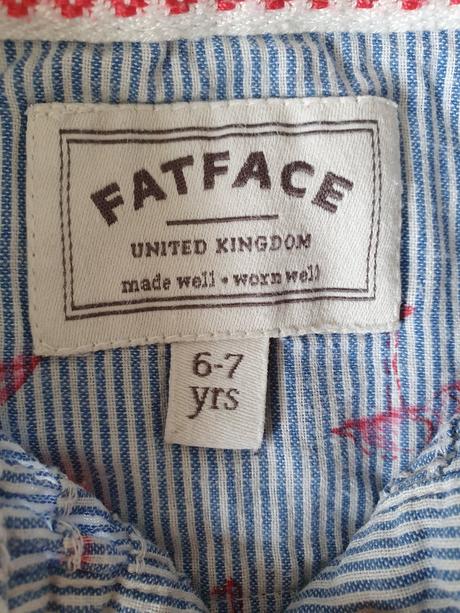 FATFACE
UNITED KINGDOM
made well • worn well
6-7
yrs